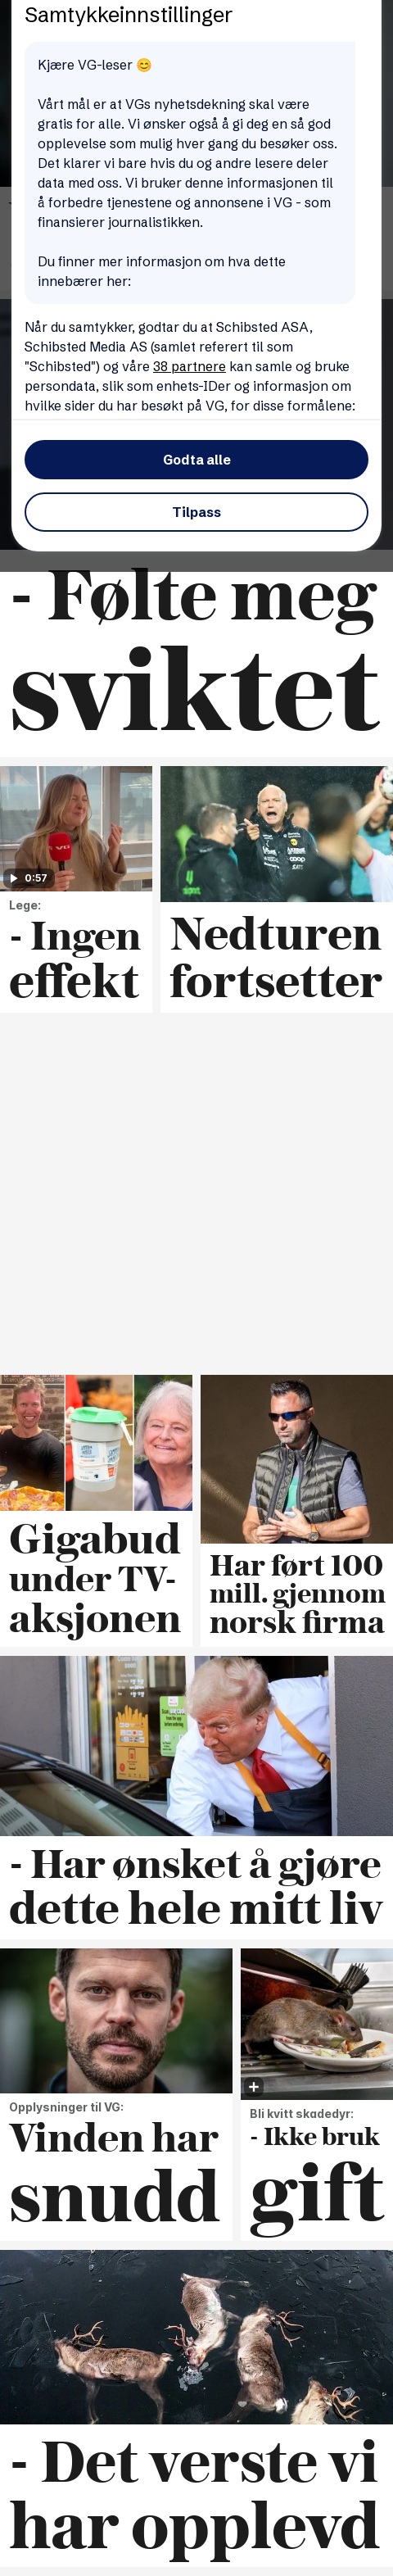 Samtykkeinnstillinger
Kjære VG-leser 😊
Vårt mål er at VGs nyhetsdekning skal være
gratis for alle. Vi ønsker også å gi deg en så god
opplevelse som mulig hver gang du besøker oss.
Det klarer vi bare hvis du og andre lesere deler
data med oss. Vi bruker denne informasjonen til
å forbedre tjenestene og annonsene i VG - som
finansierer journalistikken.
Du finner mer informasjon om hva dette
innebærer her:
Når du samtykker, godtar du at Schibsted ASA,
Schibsted Media AS (samlet referert til som
"Schibsted") og våre 38 partnere kan samle og bruke
persondata, slik som enhets-IDer og informasjon om
hvilke sider du har besøkt på VG, for disse formålene:
Godta alle
Tilpass
- Følte meg
sviktet
VG
0:57
Lege:
- Ingen
effekt
Nedturen
fortsetter
Gigabud
under TV-
aksjonen
Har ført 100
mill. gjennom
norsk firma
- Har ønsket å gjøre
dette hele mitt liv
Opplysninger til VG:
Vinden har
snudd
Bli kvitt skadedyr:
- Ikke bruk
gift
- Det verste vi
har opplevd